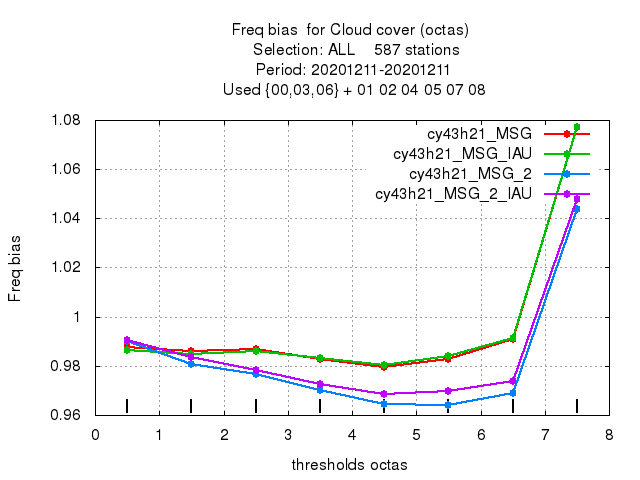 Freq bias  for Cloud cover (octas)
Selection: ALL    587 stations
Period: 20201211-20201211
Used {00,03,06} + 01 02 04 05 07 08
1.08
cy43h21_MSG
cy43h21_MSG_IAU
1.06
cy43h21_MSG_2
cy43h21_MSG_2_IAU
1.04
Freq bias
1.02
1
0.98
0.96
0 1 2 3 4 5 6 7 8
thresholds octas